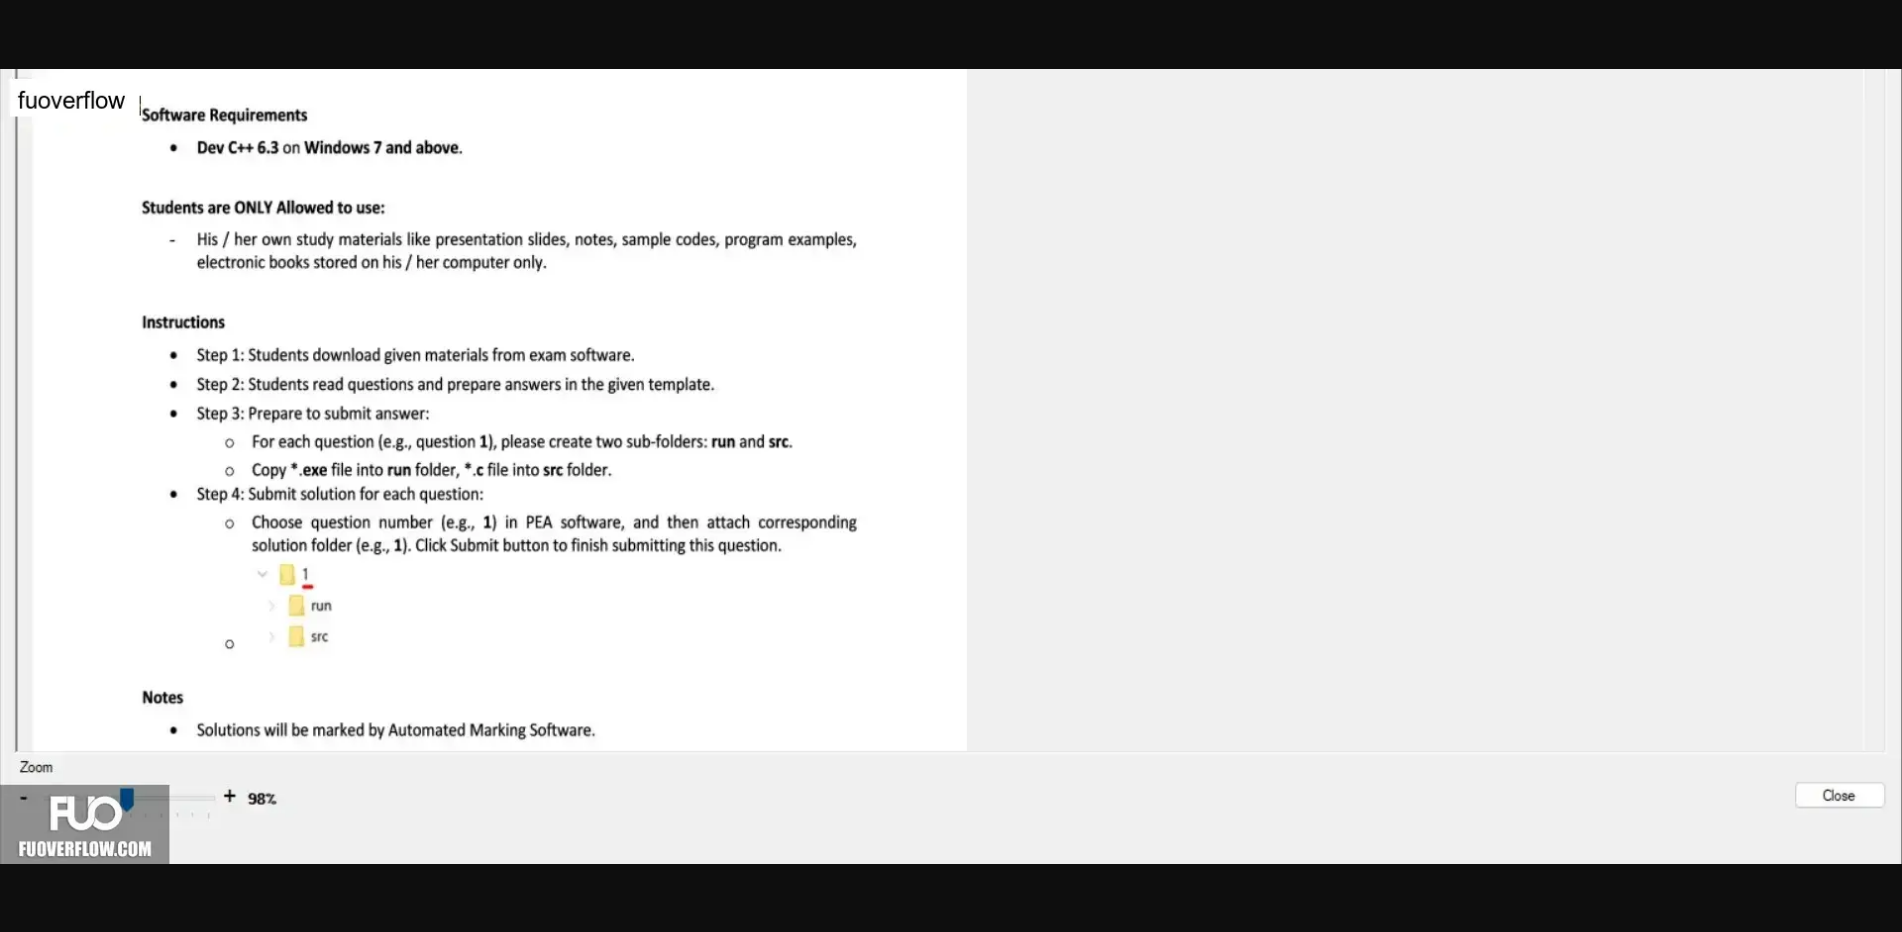 fuoverflow
Software Requirements
• Dev C++ 6.3 on Windows 7 and above.
Students are ONLY Allowed to use:
- His / her own study materials like presentation slides, notes, sample codes, program examples,
electronic books stored on his / her computer only.
Instructions
• Step 1: Students download given materials from exam software.
• Step 2: Students read questions and prepare answers in the given template.
• Step 3: Prepare to submit answer:
o For each question (e.g., question 1), please create two sub-folders: run and src.
o Copy *.exe file into run folder, *.c file into src folder.
• Step 4: Submit solution for each question:
o Choose question number (e.g., 1) in PEA software, and then attach corresponding
solution folder (e.g., 1). Click Submit button to finish submitting this question.
1
run
o src
Notes
• Solutions will be marked by Automated Marking Software.
Zoom
- + 98%
Close
FUO
FUOVERFLOW.COM